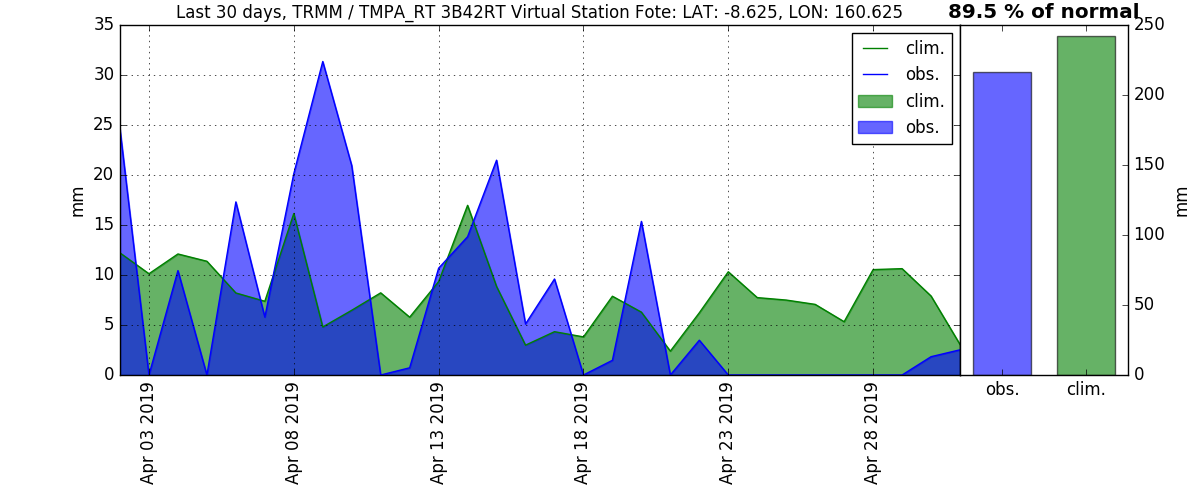 Last 30 days, TRMM / TMPA_RT 3B42RT Virtual Station Fote: LAT: -8.625, LON: 160.625
89.5 % of normal
35
30
25
20
15
10
5
0
mm
clim.
obs.
clim.
obs.
Apr 03 2019
Apr 08 2019
Apr 13 2019
Apr 18 2019
Apr 23 2019
Apr 28 2019
250
200
150
100
50
0
mm
obs.
clim.